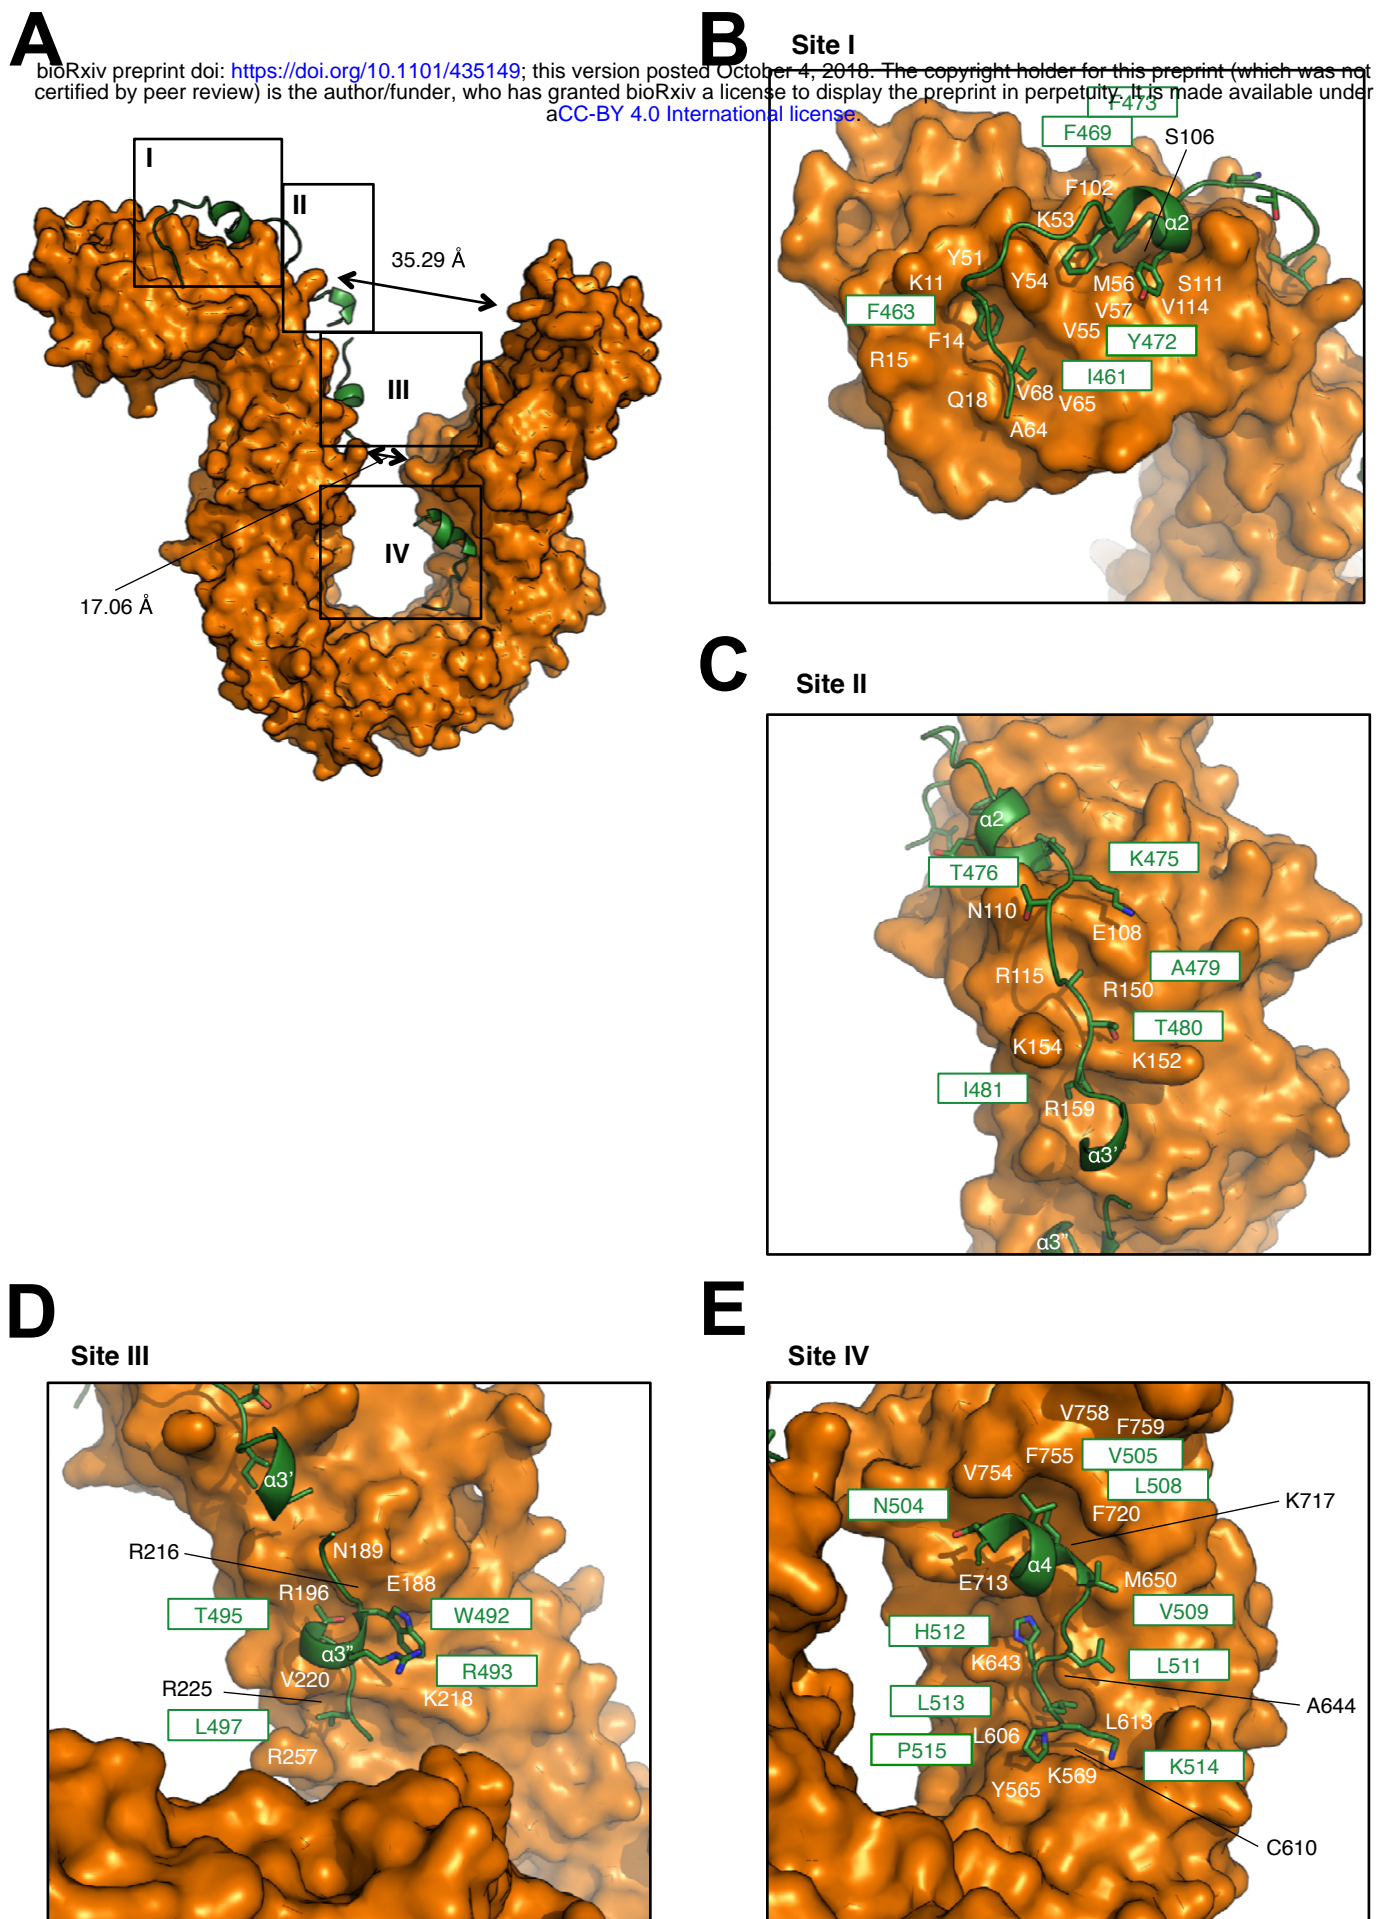 A
B
Site I
bioRxiv preprint doi: https://doi.org/10.1101/435149; this version posted October 4, 2018. The copyright holder for this preprint (which was not
certified by peer review) is the author/funder, who has granted bioRxiv a license to display the preprint in perpetuity. It is made available under
aCC-BY 4.0 International license.
I
II
35.29 Å
III
IV
17.06 Å
F473
F469
S106
F102
K53
α2
Y51
Y54
K11
M56
S111
F463
V57
V114
V55
F14
Y472
R15
I461
V68
Q18
V65
A64
C
Site II
α2
K475
T476
N110
E108
A479
R115
R150
T480
K154
K152
I481
R159
α3'
α3''
D
Site III
α3'
R216
N189
E188
R196
T495
W492
α3''
R493
V220
R225
K218
L497
R257
E
Site IV
V758
F759
F755
V505
V754
L508
N504
K717
F720
α4
E713
M650
V509
H512
K643
L511
L513
A644
L613
L606
P515
K514
K569
Y565
C610